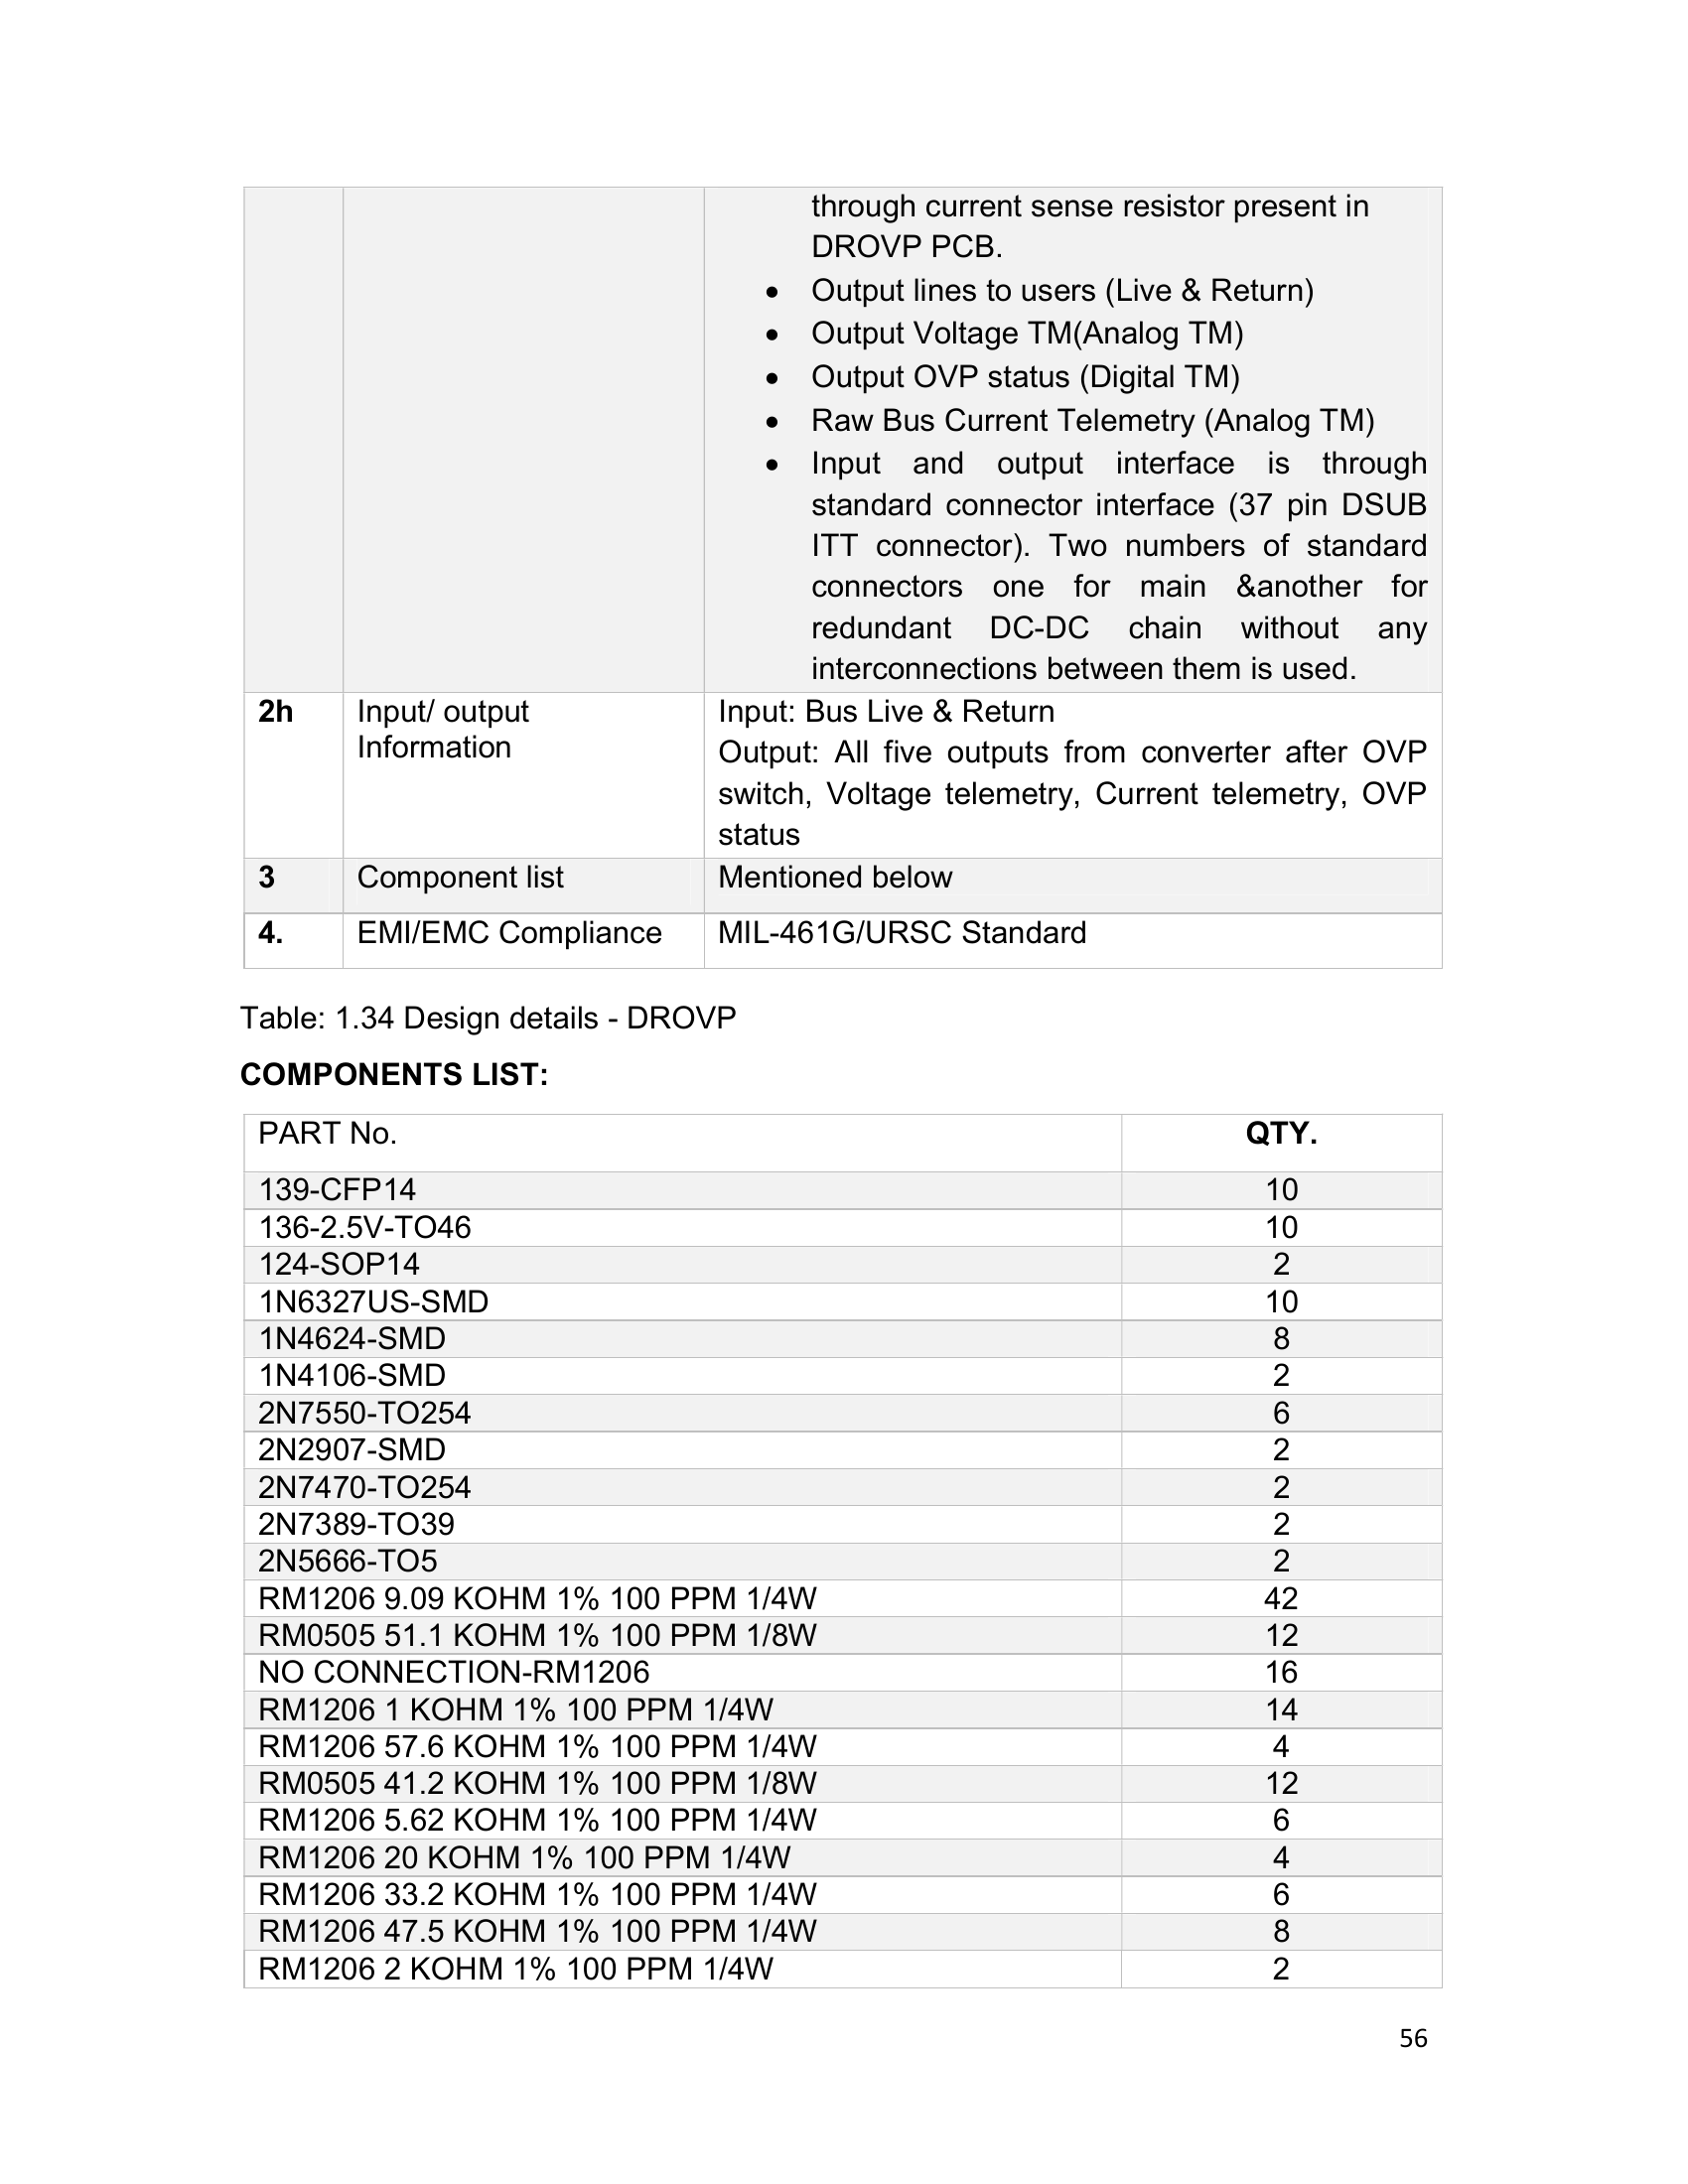 through current sense resistor present in
DROVP PCB.
• Output lines to users (Live & Return)
• Output Voltage TM(Analog TM)
• Output OVP status (Digital TM)
• Raw Bus Current Telemetry (Analog TM)
• Input and output interface is through
standard connector interface (37 pin DSUB
ITT connector). Two numbers of standard
connectors one for main &another for
redundant DC-DC chain without any
interconnections between them is used.
2h Input/ output Input: Bus Live & Return
Information Output: All five outputs from converter after OVP
switch, Voltage telemetry, Current telemetry, OVP
status
3 Component list Mentioned below
4. EMI/EMC Compliance MIL-461G/URSC Standard
Table: 1.34 Design details - DROVP
COMPONENTS LIST:
PART No. QTY.
139-CFP14 10
136-2.5V-TO46 10
124-SOP14 2
1N6327US-SMD 10
1N4624-SMD 8
1N4106-SMD 2
2N7550-TO254 6
2N2907-SMD 2
2N7470-TO254 2
2N7389-TO39 2
2N5666-TO5 2
RM1206 9.09 KOHM 1% 100 PPM 1/4W 42
RM0505 51.1 KOHM 1% 100 PPM 1/8W 12
NO CONNECTION-RM1206 16
RM1206 1 KOHM 1% 100 PPM 1/4W 14
RM1206 57.6 KOHM 1% 100 PPM 1/4W 4
RM0505 41.2 KOHM 1% 100 PPM 1/8W 12
RM1206 5.62 KOHM 1% 100 PPM 1/4W 6
RM1206 20 KOHM 1% 100 PPM 1/4W 4
RM1206 33.2 KOHM 1% 100 PPM 1/4W 6
RM1206 47.5 KOHM 1% 100 PPM 1/4W 8
RM1206 2 KOHM 1% 100 PPM 1/4W 2
56